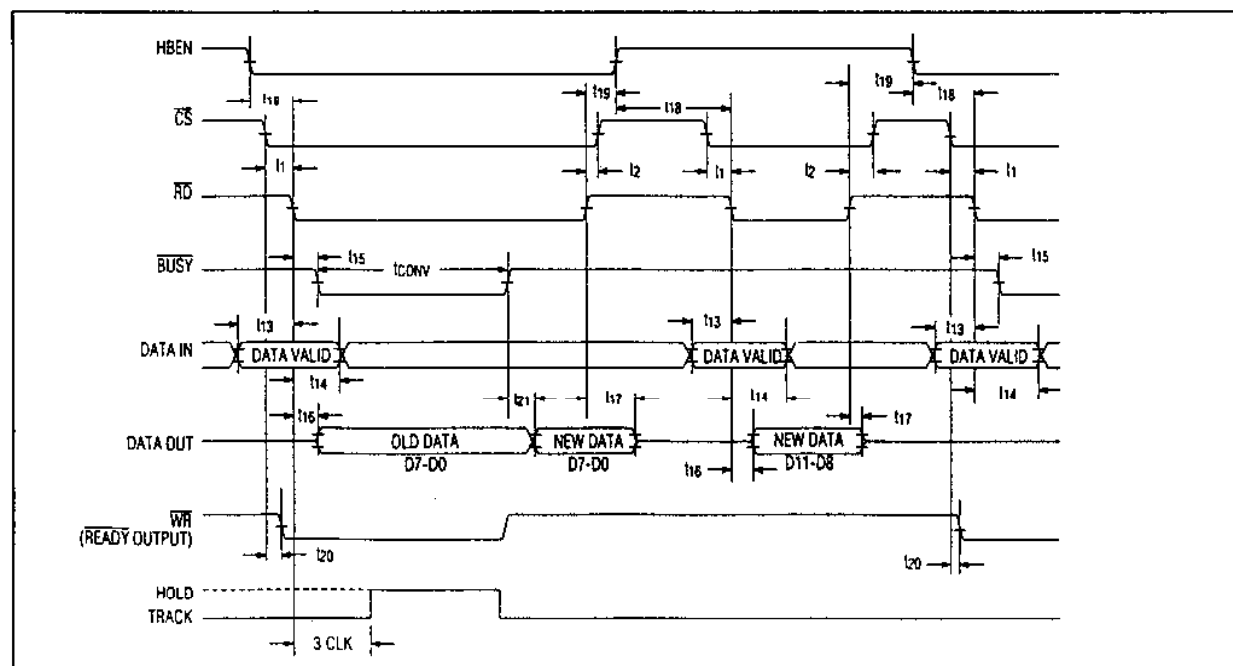 HBEN
t19 t18
t18 t19 t18
CS
t1 t2 t1 t2 t1
RD
t15 tCONV t15
BUSY
t13 t13 t13
DATA IN DATA VALID DATA VALID DATA VALID
t14 t21 t17 t14 t14
t16 t17
DATA OUT OLD DATA NEW DATA NEW DATA
D7-D0 D7-D0 t16 D11-D8
WR
(READY OUTPUT)
t20 t20
HOLD
TRACK
3 CLK